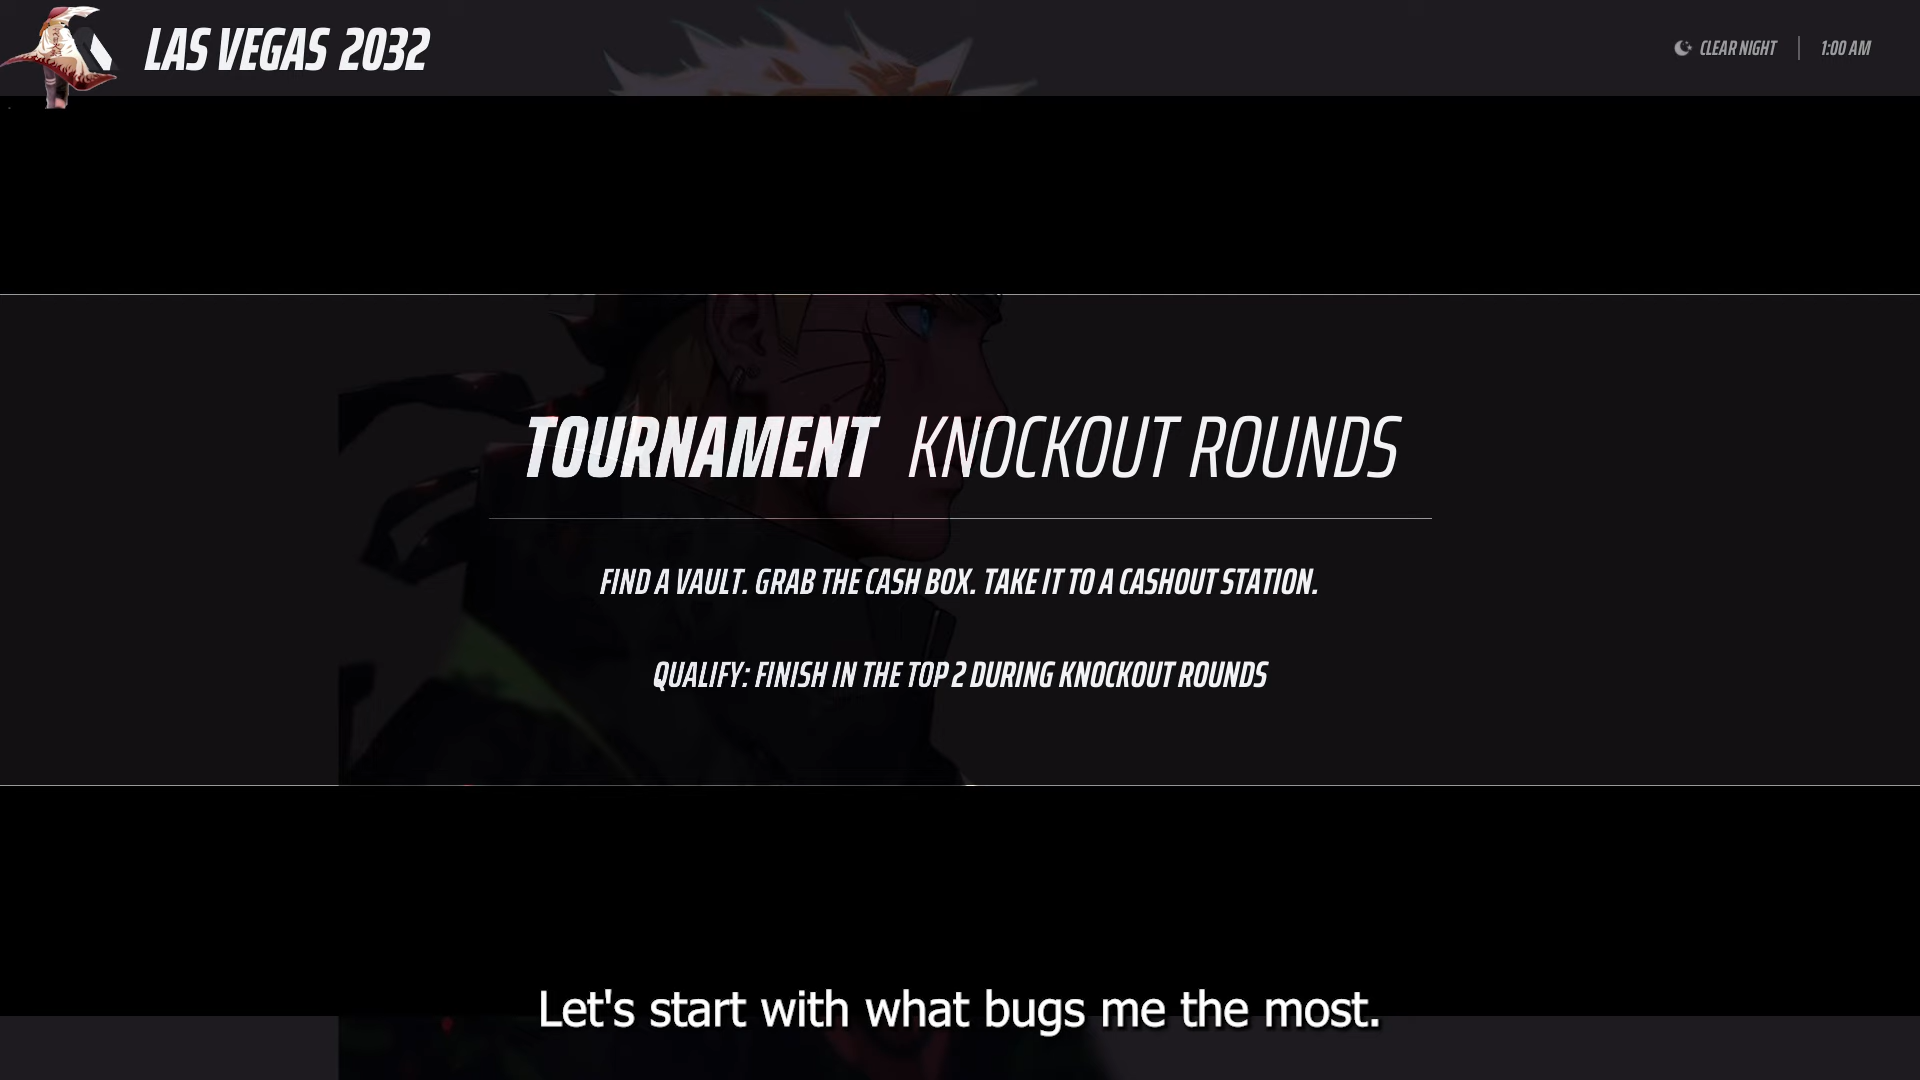 LAS VEGAS 2032
CLEAR NIGHT
1:00 AM
TOURNAMENT KNOCKOUT ROUNDS
FIND A VAULT. GRAB THE CASH BOX. TAKE IT TO A CASHOUT STATION.
QUALIFY: FINISH IN THE TOP 2 DURING KNOCKOUT ROUNDS
Let's start with what bugs me the most.